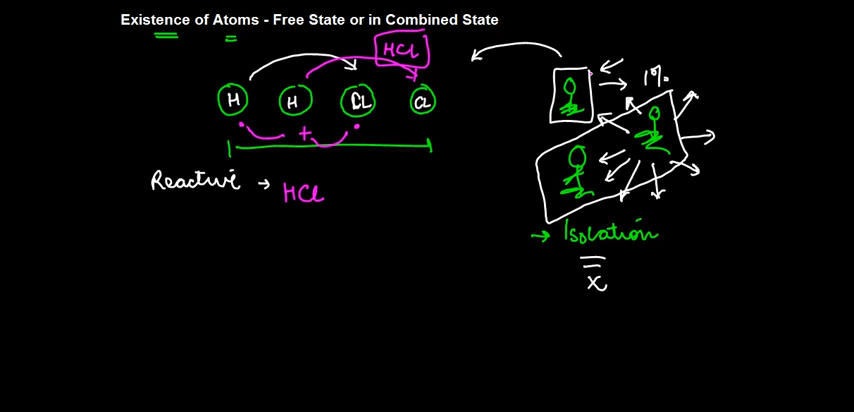 Existence of Atoms - Free State or in Combined State
HCl
H H CL CL
+
1%
Reactive → HCl
→ Isolation
x